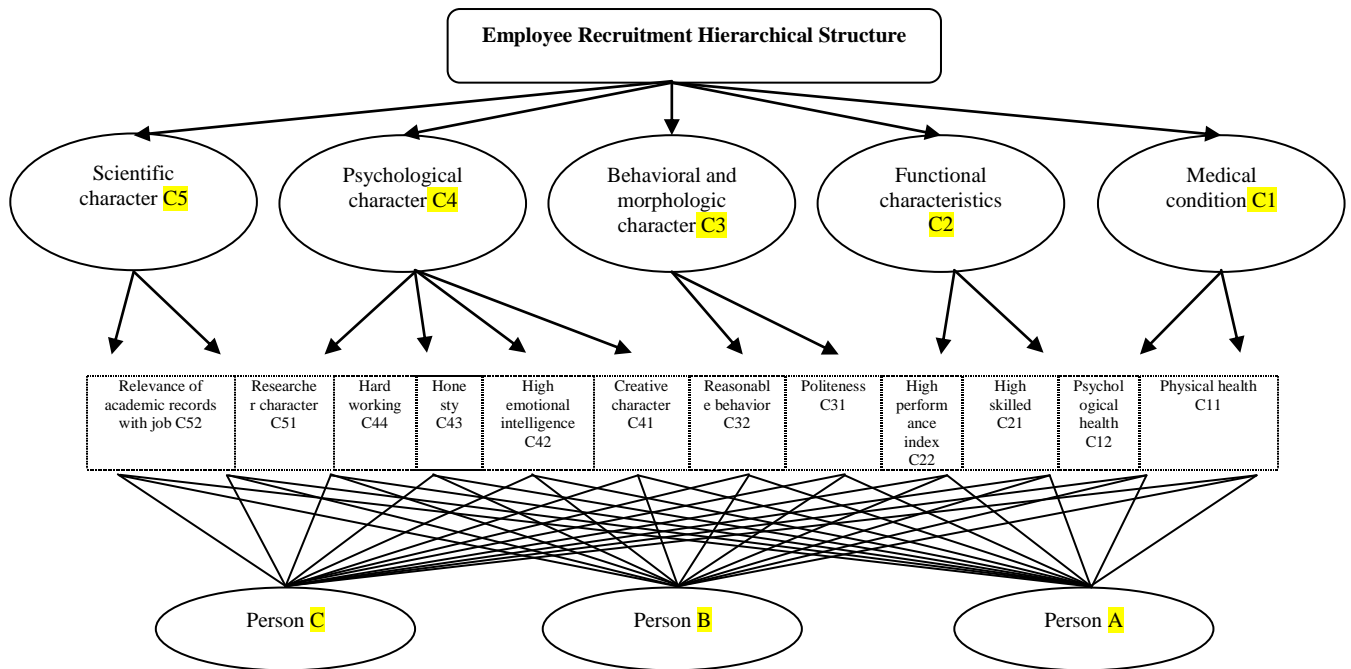 Employee Recruitment Hierarchical Structure
Scientific
character C5
Psychological
character C4
Behavioral and
morphologic
character C3
Functional
characteristics
C2
Medical
condition C1
Relevance of
academic records
with job C52
Researche
r character
C51
Hard
working
C44
Hone
sty
C43
High
emotional
intelligence
C42
Creative
character
C41
Reasonabl
e behavior
C32
Politeness
C31
High
perform
ance
index
C22
High
skilled
C21
Psychol
ogical
health
C12
Physical health
C11
Person C
Person B
Person A